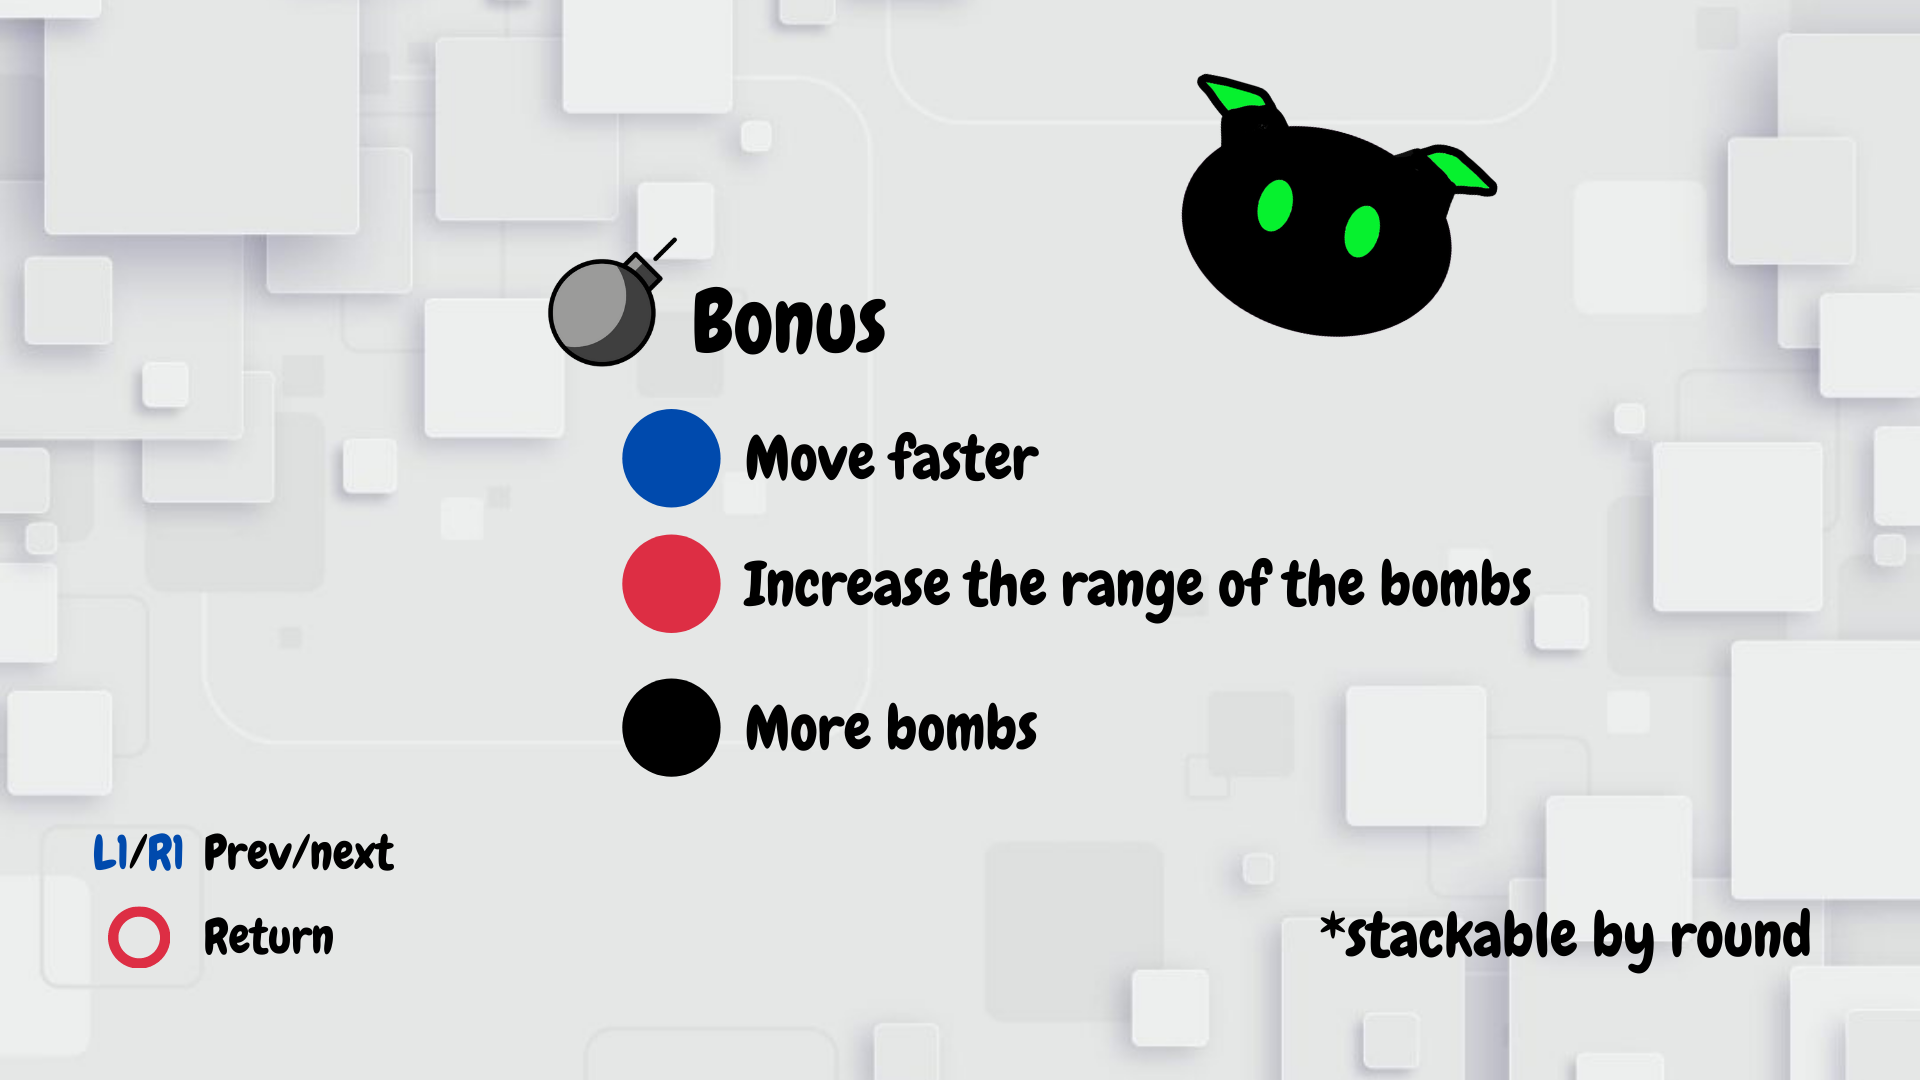 Bonus
Move faster
Increase the range of the bombs
More bombs
L1/R1 Prev/next
Return
*stackable by round